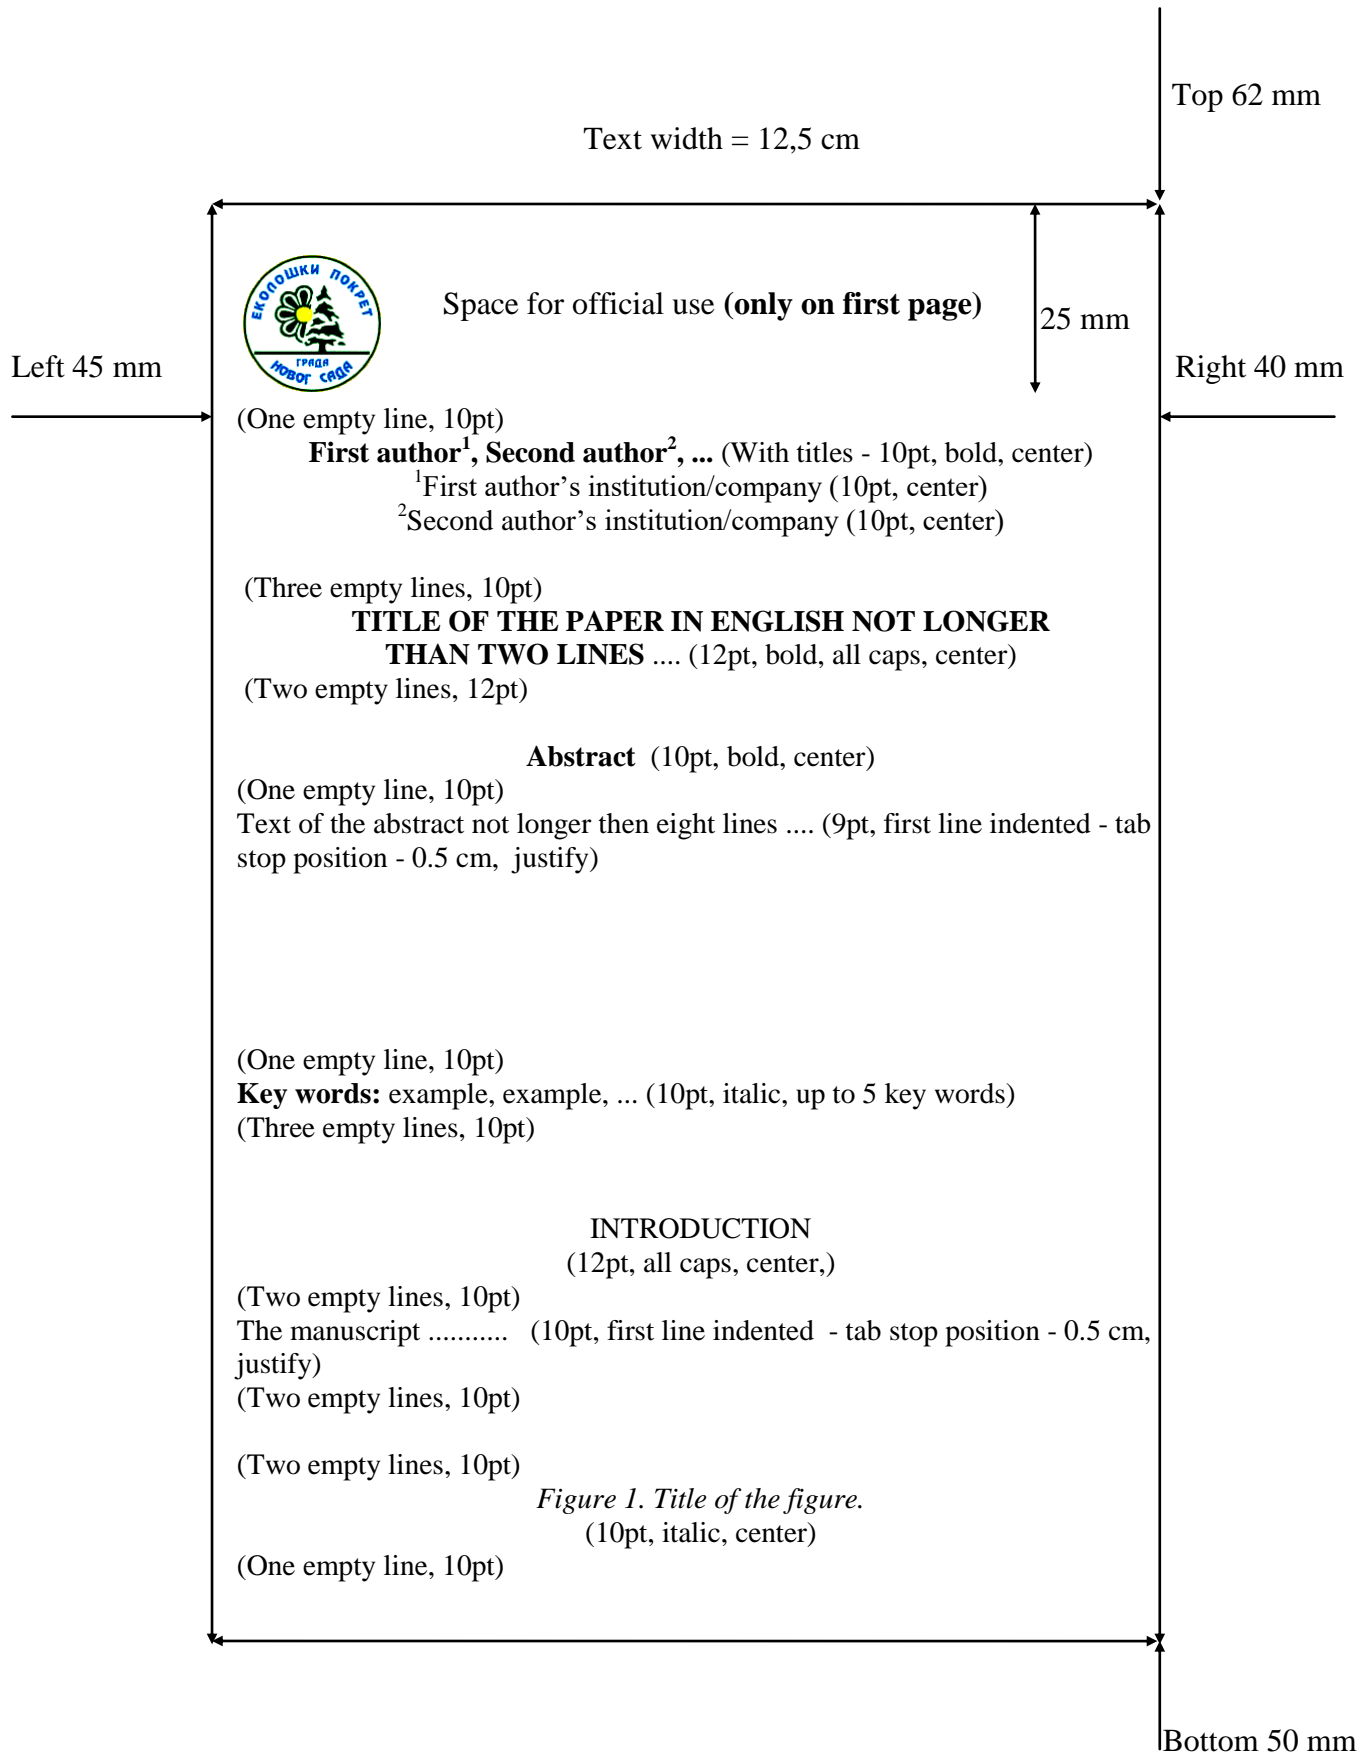 Top 62 mm
Text width = 12,5 cm
ЕКОЛОШКИ ПОКРЕТ
ГРАДА
НОВОГ САДА
Space for official use (only on first page)
25 mm
Left 45 mm
Right 40 mm
(One empty line, 10pt)
First author1, Second author2, ... (With titles - 10pt, bold, center)
1First author’s institution/company (10pt, center)
2Second author’s institution/company (10pt, center)
(Three empty lines, 10pt)
TITLE OF THE PAPER IN ENGLISH NOT LONGER
THAN TWO LINES .... (12pt, bold, all caps, center)
(Two empty lines, 12pt)
Abstract (10pt, bold, center)
(One empty line, 10pt)
Text of the abstract not longer then eight lines .... (9pt, first line indented - tab
stop position - 0.5 cm, justify)
(One empty line, 10pt)
Key words: example, example, ... (10pt, italic, up to 5 key words)
(Three empty lines, 10pt)
INTRODUCTION
(12pt, all caps, center,)
(Two empty lines, 10pt)
The manuscript ........... (10pt, first line indented - tab stop position - 0.5 cm,
justify)
(Two empty lines, 10pt)
(Two empty lines, 10pt)
Figure 1. Title of the figure.
(10pt, italic, center)
(One empty line, 10pt)
Bottom 50 mm